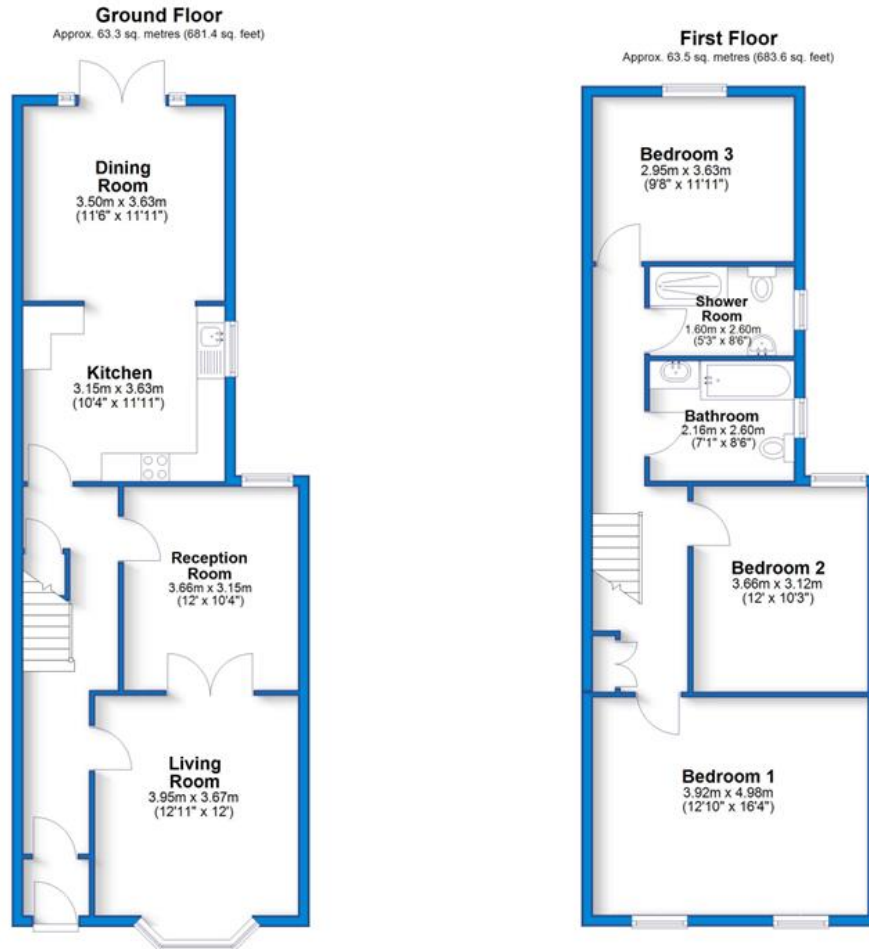 Ground Floor
Approx. 63.3 sq. metres (681.4 sq. feet)
Dining
Room
3.50m x 3.63m
(11'6" x 11'11")
Kitchen
3.15m x 3.63m
(10'4" x 11'11")
Reception
Room
3.66m x 3.15m
(12' x 10'4")
Living
Room
3.95m x 3.67m
(12'11" x 12')
First Floor
Approx. 63.5 sq. metres (683.6 sq. feet)
Bedroom 3
2.95m x 3.63m
(9'8" x 11'11")
Shower
Room
1.60m x 2.60m
(5'3" x 8'6")
Bathroom
2.16m x 2.60m
(7'1" x 8'6")
Bedroom 2
3.66m x 3.12m
(12' x 10'3")
Bedroom 1
3.92m x 4.98m
(12'10" x 16'4")